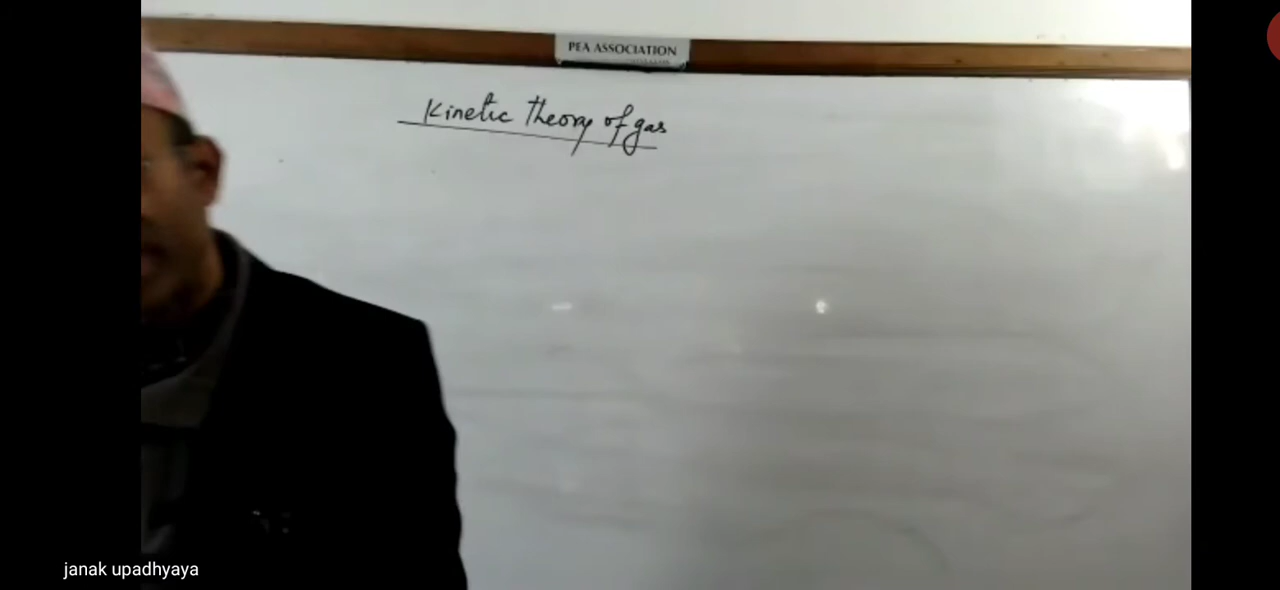 PEA ASSOCIATION
Kinetic Theory of gas
janak upadhyaya